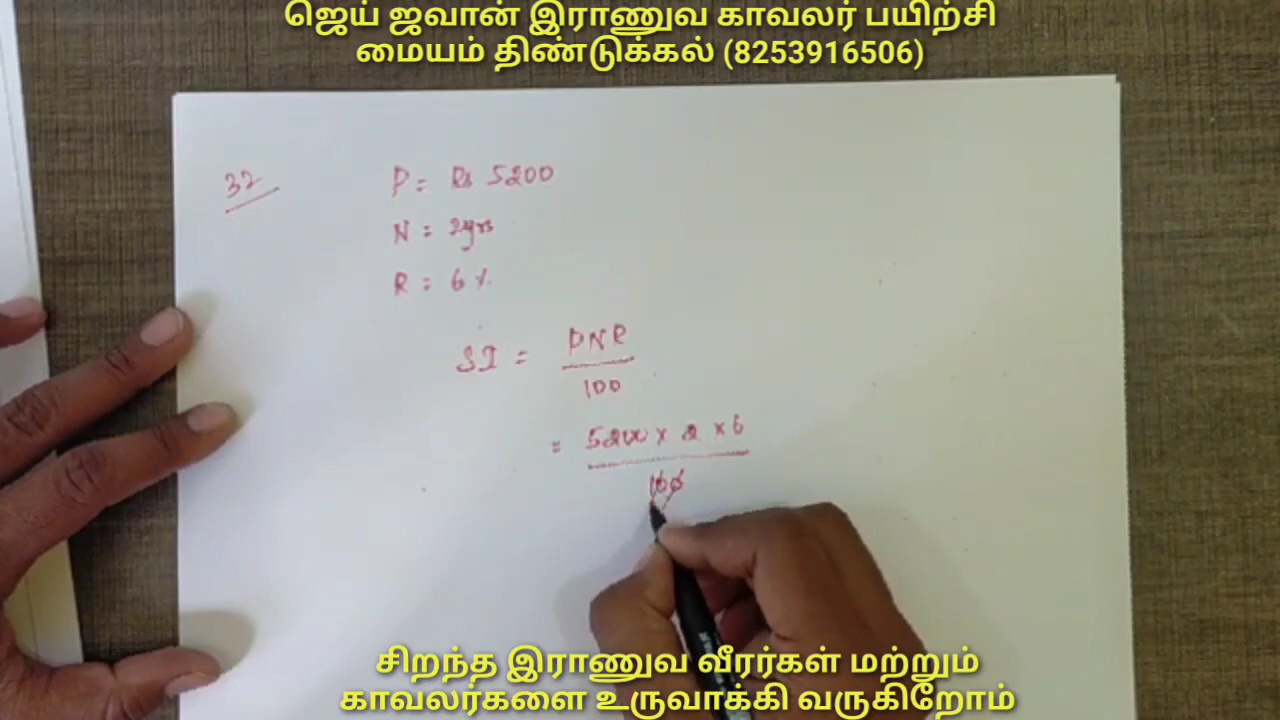 ஜெய் ஜவான் இராணுவ காவலர் பயிற்சி
மையம் திண்டுக்கல் (8253916506)
32
P = Rs 5200
N = 2yrs
R = 6 %
SI = PNR
100
= 5200 x 2 x 6
100
சிறந்த இராணுவ வீரர்கள் மற்றும்
காவலர்களை உருவாக்கி வருகிறோம்